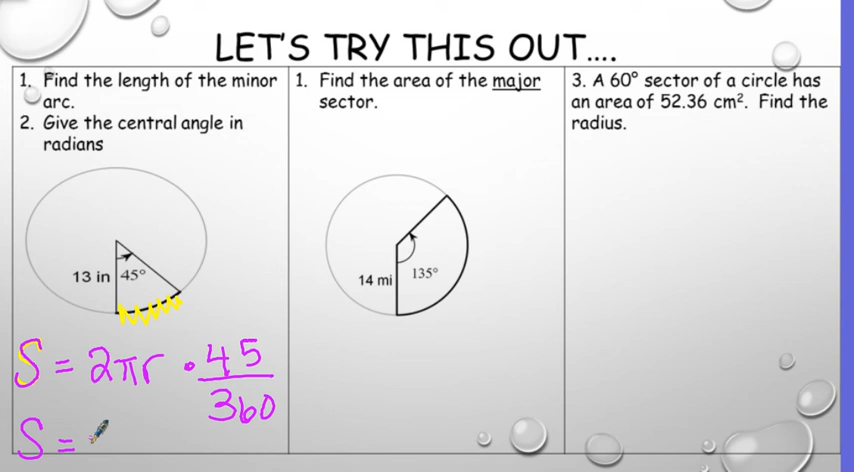 LET'S TRY THIS OUT....
1. Find the length of the minor
arc.
2. Give the central angle in
radians
13 in
45°
S = 2πr · 45/360
S =
1. Find the area of the major
sector.
14 mi
135°
3. A 60° sector of a circle has
an area of 52.36 cm². Find the
radius.